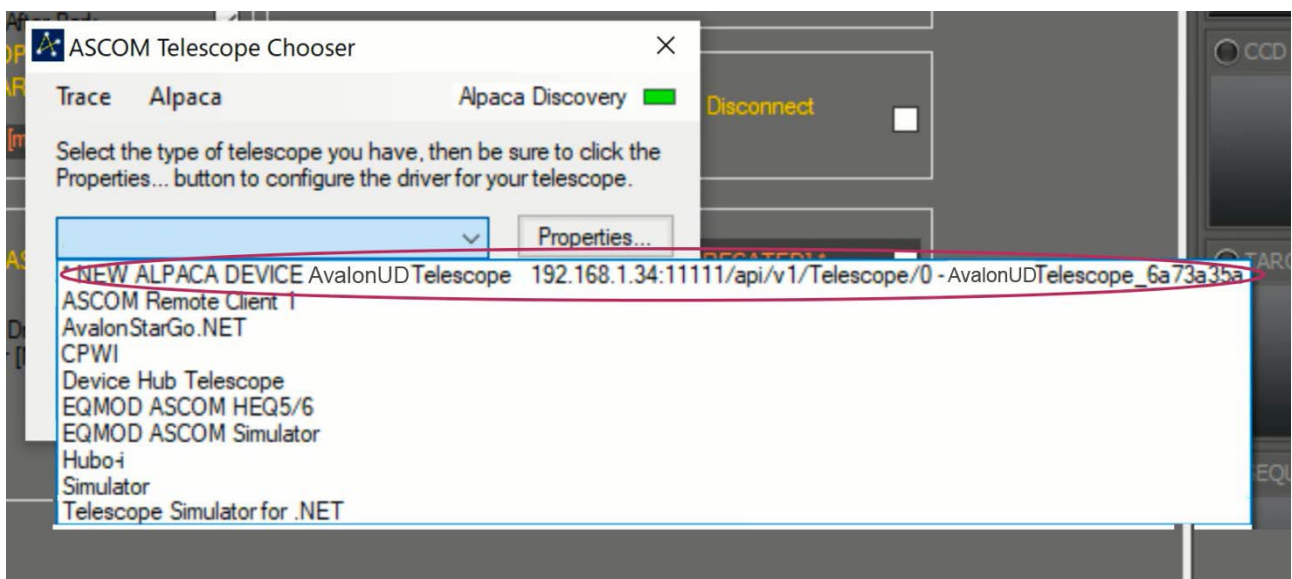 ASCOM Telescope Chooser
CCD
Trace Alpaca Alpaca Discovery
Disconnect
Select the type of telescope you have, then be sure to click the
Properties... button to configure the driver for your telescope.
Properties...
* NEW ALPACA DEVICE AvalonUDTelescope 192.168.1.34:11111/api/v1/Telescope/0 - AvalonUDTelescope_6a73a35a
ASCOM Remote Client 1
AvalonStarGo.NET
CPWI
Device Hub Telescope
EQMOD ASCOM HEQ5/6
EQMOD ASCOM Simulator
Hubo-i
Simulator
Telescope Simulator for .NET